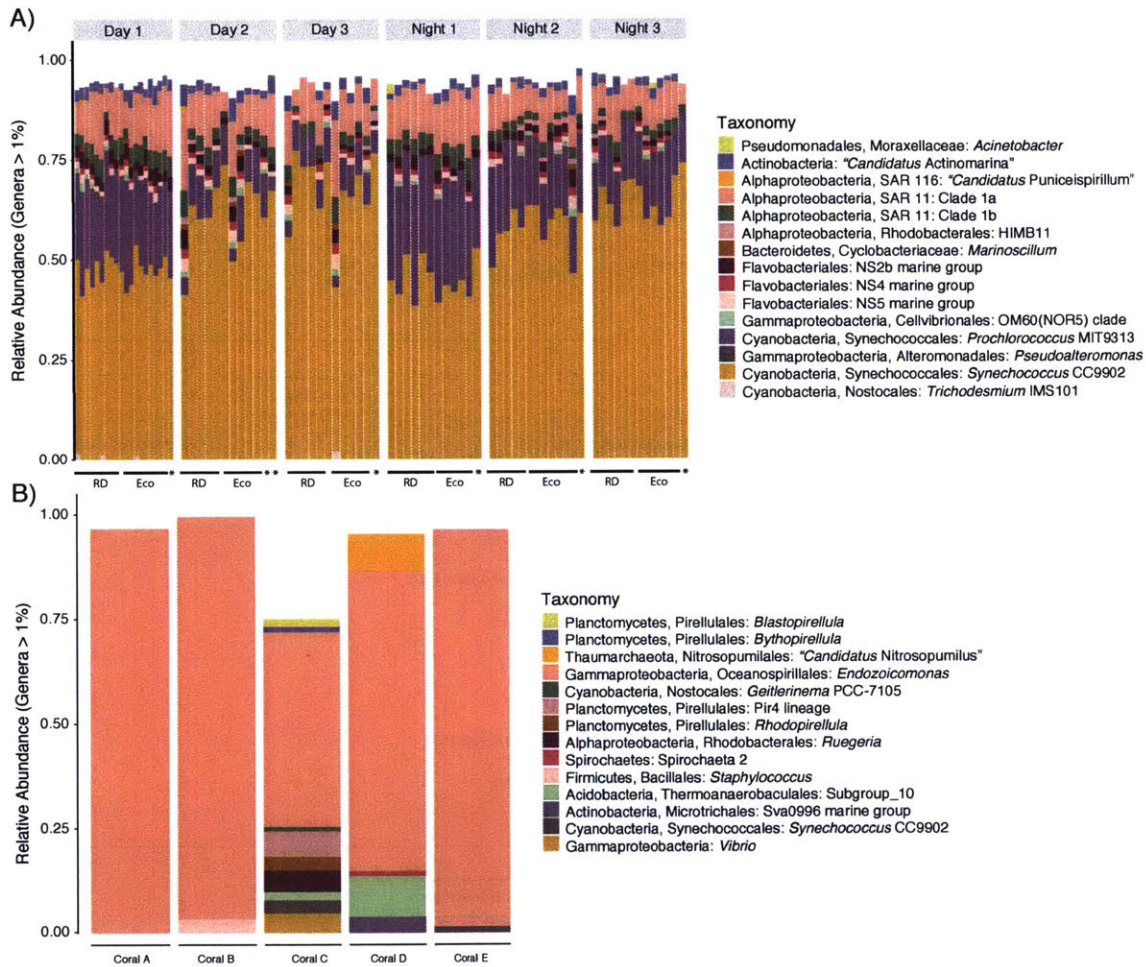 A)
Day 1 Day 2 Day 3 Night 1 Night 2 Night 3
Relative Abundance (Genera > 1%)
1.00
0.75
0.50
0.25
0.00
RD Eco * RD Eco ** RD Eco * RD Eco * RD Eco * RD Eco *
Taxonomy
Pseudomonadales, Moraxellaceae: Acinetobacter
Actinobacteria: "Candidatus Actinomarina"
Alphaproteobacteria, SAR 116: "Candidatus Puniceispirillum"
Alphaproteobacteria, SAR 11: Clade 1a
Alphaproteobacteria, SAR 11: Clade 1b
Alphaproteobacteria, Rhodobacterales: HIMB11
Bacteroidetes, Cyclobacteriaceae: Marinoscillum
Flavobacteriales: NS2b marine group
Flavobacteriales: NS4 marine group
Flavobacteriales: NS5 marine group
Gammaproteobacteria, Cellvibrionales: OM60(NOR5) clade
Cyanobacteria, Synechococcales: Prochlorococcus MIT9313
Gammaproteobacteria, Alteromonadales: Pseudoalteromonas
Cyanobacteria, Synechococcales: Synechococcus CC9902
Cyanobacteria, Nostocales: Trichodesmium IMS101
B)
Relative Abundance (Genera > 1%)
1.00
0.75
0.50
0.25
0.00
Coral A Coral B Coral C Coral D Coral E
Taxonomy
Planctomycetes, Pirellulales: Blastopirellula
Planctomycetes, Pirellulales: Bythopirellula
Thaumarchaeota, Nitrosopumilales: "Candidatus Nitrosopumilus"
Gammaproteobacteria, Oceanospirillales: Endozoicomonas
Cyanobacteria, Nostocales: Geitlerinema PCC-7105
Planctomycetes, Pirellulales: Pir4 lineage
Planctomycetes, Pirellulales: Rhodopirellula
Alphaproteobacteria, Rhodobacterales: Ruegeria
Spirochaetes: Spirochaeta 2
Firmicutes, Bacillales: Staphylococcus
Acidobacteria, Thermoanaerobaculales: Subgroup_10
Actinobacteria, Microtrichales: Sva0996 marine group
Cyanobacteria, Synechococcales: Synechococcus CC9902
Gammaproteobacteria: Vibrio